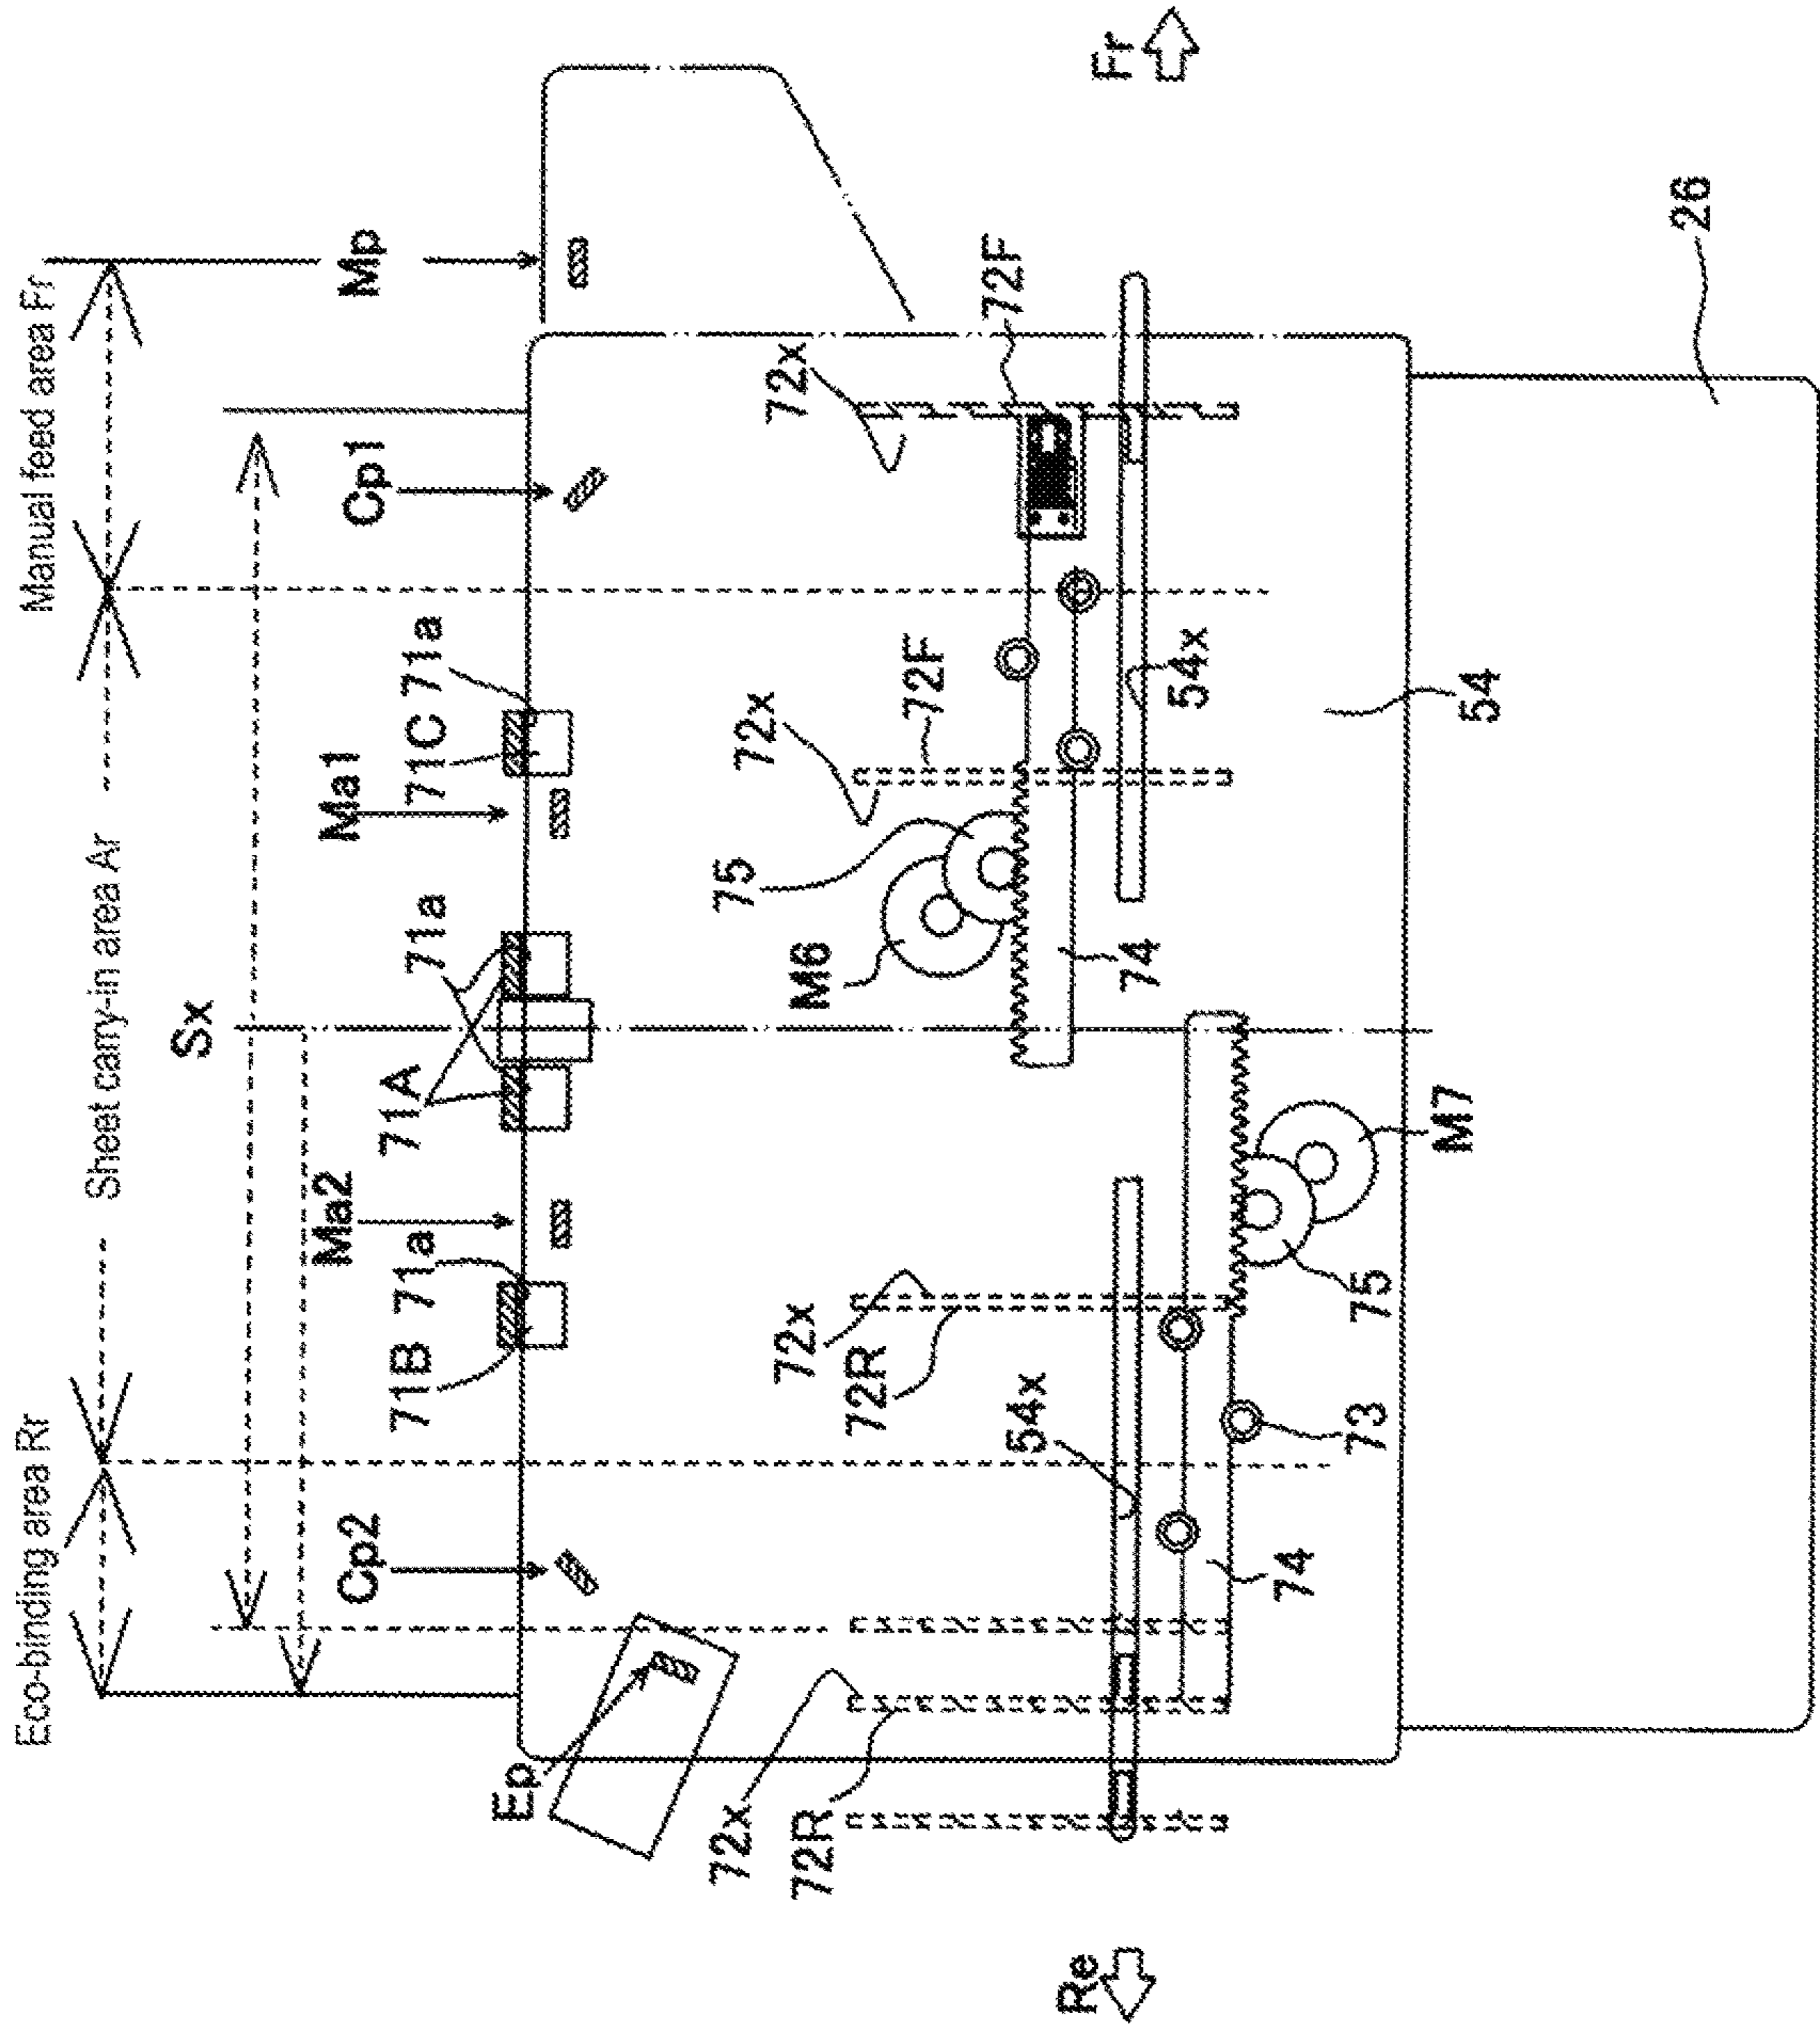 Eco-binding area Rr
Sheet carry-in area Ar
Manual feed area Fr
Sx
Cp2
Ma2
Ma1
Cp1
Mp
71B
71a
71A
71a
71C
71a
Ep
72x
72R
72x
72R
72x
72F
72x
72F
75
M6
74
54x
54x
74
73
75
M7
54
26
Re
Fr